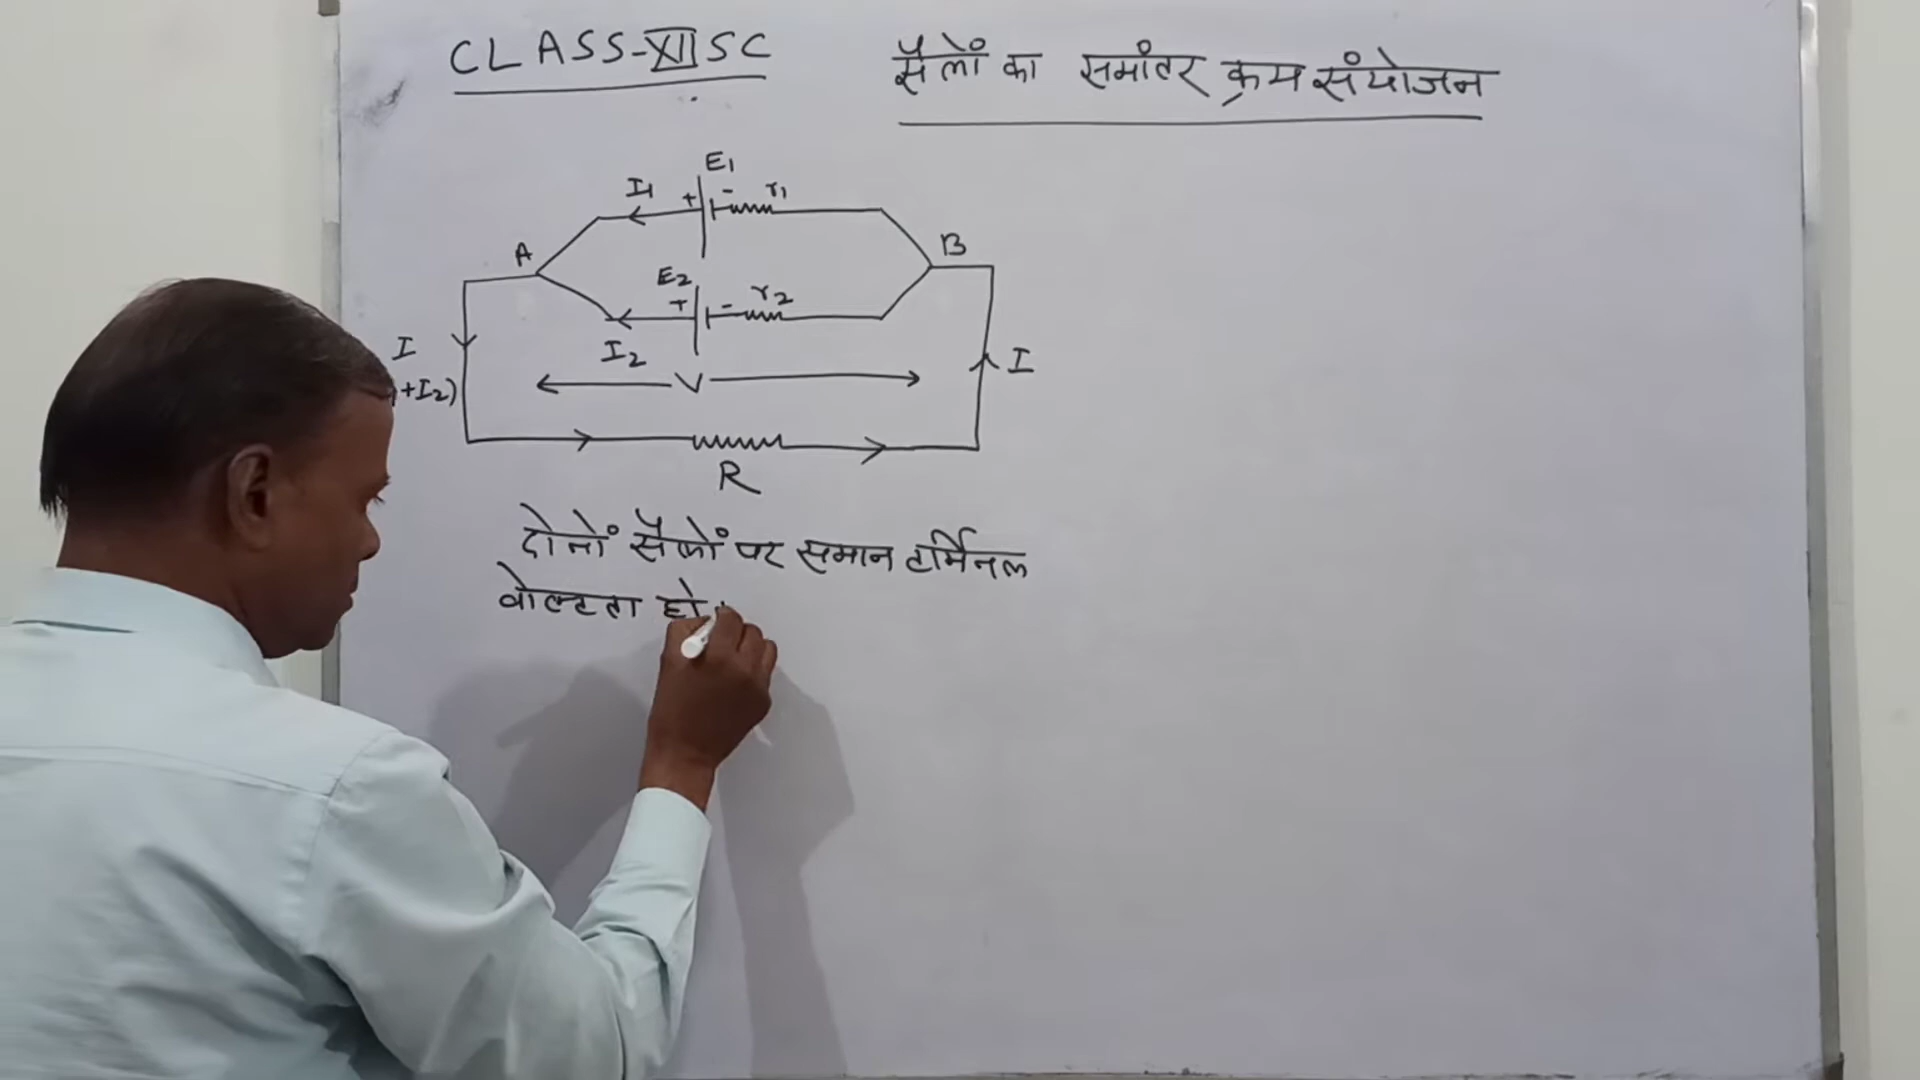 CLASS-XII SC
सैलों का समांतर क्रम संयोजन
E1
I1 + - r1
A B
E2
+ - r2
I2
I I
+I2) V
R
दोनों सैलों पर समान टर्मिनल
वोल्टता हो